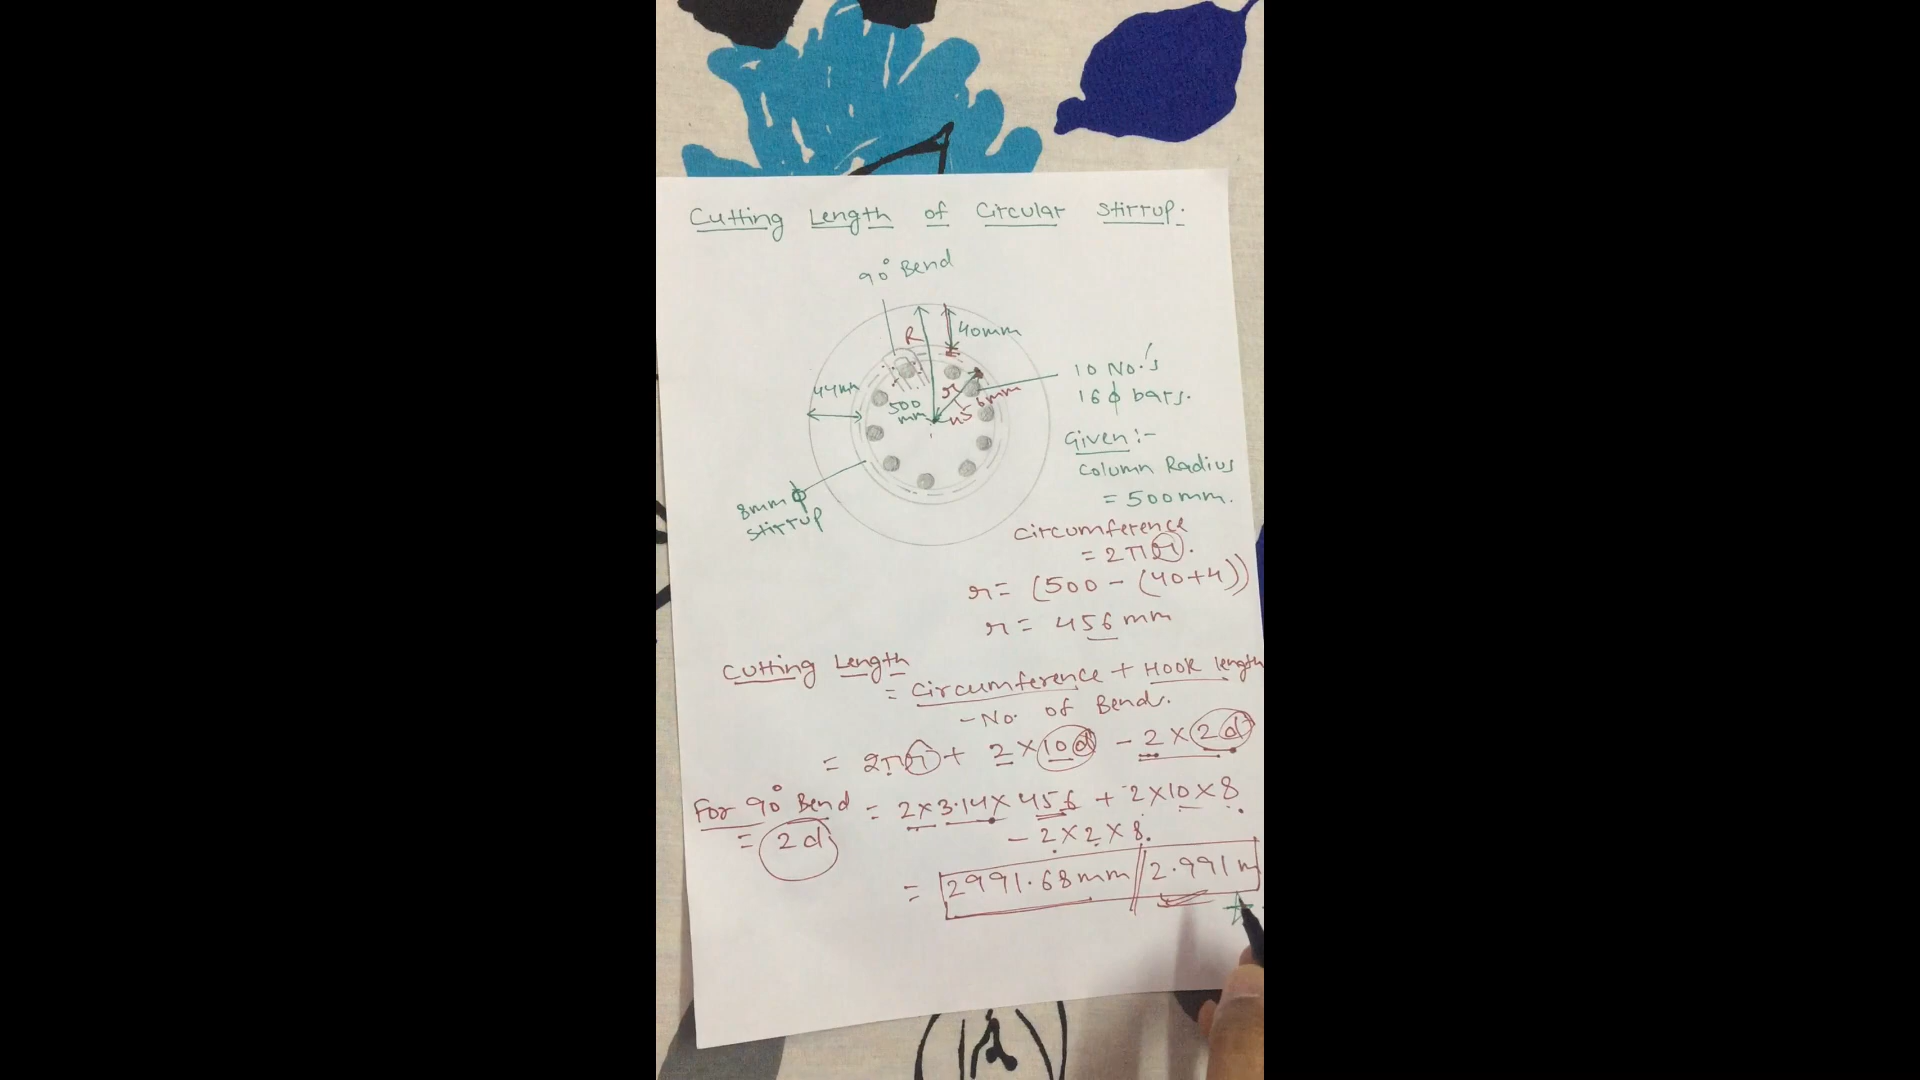 Cutting Length of Circular Stirrup.
90° Bend
R
40mm
44mm
500
mm
r
456mm
10 No.'s
16 ϕ bars.
8mm ϕ
stirrup
Given :-
Column Radius
= 500mm.
Circumference
= 2πr.
r = (500 - (40+4))
r = 456 mm
Cutting Length
= Circumference + Hook length
- No. of Bends.
= 2πr + 2×10d - 2×2d
For 90° Bend
= 2d
= 2×3.14×456 + 2×10×8
- 2×2×8.
= 2991.68mm // 2.991m